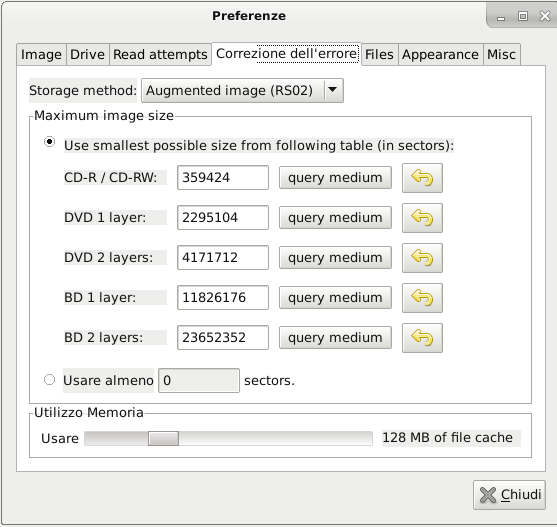 Preferenze
Image Drive Read attempts Correzione dell'errore Files Appearance Misc
Storage method: Augmented image (RS02)
Maximum image size
Use smallest possible size from following table (in sectors):
CD-R / CD-RW: 359424 query medium
DVD 1 layer: 2295104 query medium
DVD 2 layers: 4171712 query medium
BD 1 layer: 11826176 query medium
BD 2 layers: 23652352 query medium
Usare almeno 0 sectors.
Utilizzo Memoria
Usare 128 MB of file cache
Chiudi